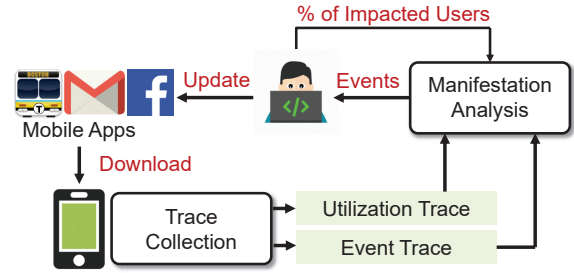 % of Impacted Users
BOSTON
T
Update
</>
Events
Manifestation
Analysis
Mobile Apps
Download
Trace
Collection
Utilization Trace
Event Trace